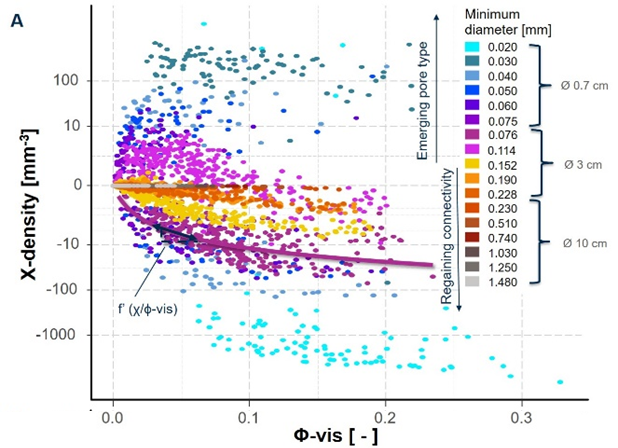 A
Minimum
diameter [mm]
0.020
0.030
0.040
0.050
0.060
0.075
0.076
0.114
0.152
0.190
0.228
0.230
0.510
0.740
1.030
1.250
1.480
Ø 0.7 cm
Ø 3 cm
Ø 10 cm
Emerging pore type
Regaining connectivity
X-density [mm⁻³]
100
10
0
-10
-100
-1000
f' (χ/ϕ-vis)
0.0
0.1
0.2
0.3
Φ-vis [ - ]